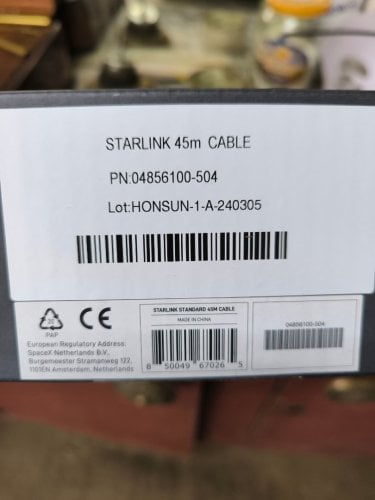 STARLINK 45m CABLE
PN:04856100-504
Lot:HONSUN-1-A-240305
20
PAP
CE
European Regulatory Address:
SpaceX Netherlands B.V.,
Burgemeester Stramanweg 122,
1101EN Amsterdam, Netherlands
STARLINK STANDARD 45M CABLE
MADE IN CHINA
8 50049 67026 5
04856100-504